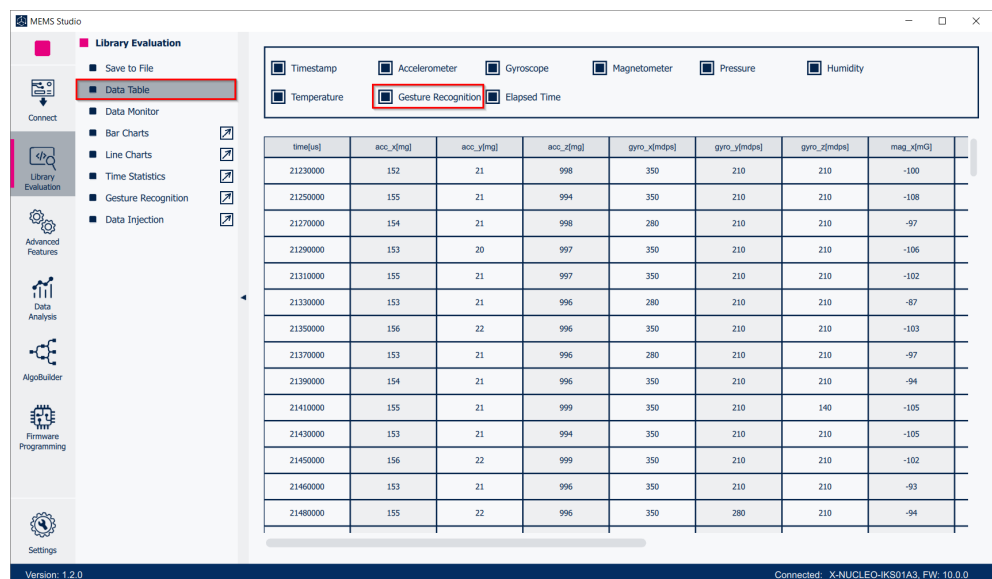 MEMS Studio
Library Evaluation
Save to File
Data Table
Data Monitor
Bar Charts
Line Charts
Time Statistics
Gesture Recognition
Data Injection
Connect
Library
Evaluation
Advanced
Features
Data
Analysis
AlgoBuilder
Firmware
Programming
Settings
Timestamp Accelerometer Gyroscope Magnetometer Pressure Humidity
Temperature Gesture Recognition Elapsed Time
time[us] acc_x[mg] acc_y[mg] acc_z[mg] gyro_x[mdps] gyro_y[mdps] gyro_z[mdps] mag_x[mG]
21230000 152 21 998 350 210 210 -100
21250000 155 21 994 350 210 210 -108
21270000 154 21 998 280 210 210 -97
21290000 153 20 997 350 210 210 -106
21310000 155 21 997 350 210 210 -102
21330000 153 21 996 280 210 210 -87
21350000 156 22 996 350 210 210 -103
21370000 153 21 996 280 210 210 -97
21390000 154 21 996 350 210 210 -94
21410000 155 21 999 350 210 140 -105
21430000 153 21 994 350 210 210 -105
21450000 156 22 999 350 210 210 -102
21460000 153 21 996 350 210 210 -93
21480000 155 22 996 350 280 210 -94
Version: 1.2.0 Connected: X-NUCLEO-IKS01A3, FW: 10.0.0